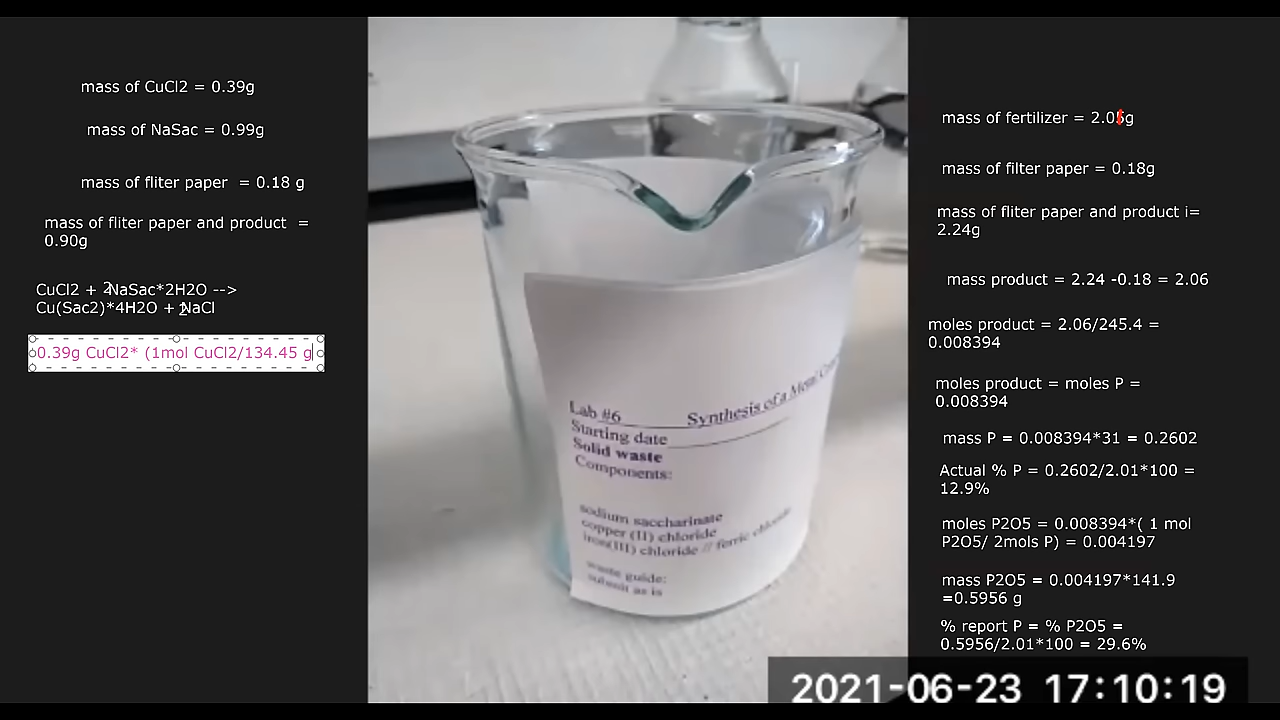 mass of CuCl2 = 0.39g
mass of NaSac = 0.99g
mass of fliter paper = 0.18 g
mass of fliter paper and product =
0.90g
CuCl2 + 2NaSac*2H2O -->
Cu(Sac2)*4H2O + 2NaCl
0.39g CuCl2* (1mol CuCl2/134.45 g
Lab #6 Synthesis of a Metal
Starting date
Solid waste
Components:
sodium saccharinate
copper (II) chloride
iron(III) chloride // ferric chloride
waste guide:
submit as is
mass of fertilizer = 2.0 g
mass of filter paper = 0.18g
mass of fliter paper and product i=
2.24g
mass product = 2.24 -0.18 = 2.06
moles product = 2.06/245.4 =
0.008394
moles product = moles P =
0.008394
mass P = 0.008394*31 = 0.2602
Actual % P = 0.2602/2.01*100 =
12.9%
moles P2O5 = 0.008394*( 1 mol
P2O5/ 2mols P) = 0.004197
mass P2O5 = 0.004197*141.9
=0.5956 g
% report P = % P2O5 =
0.5956/2.01*100 = 29.6%
2021-06-23 17:10:19